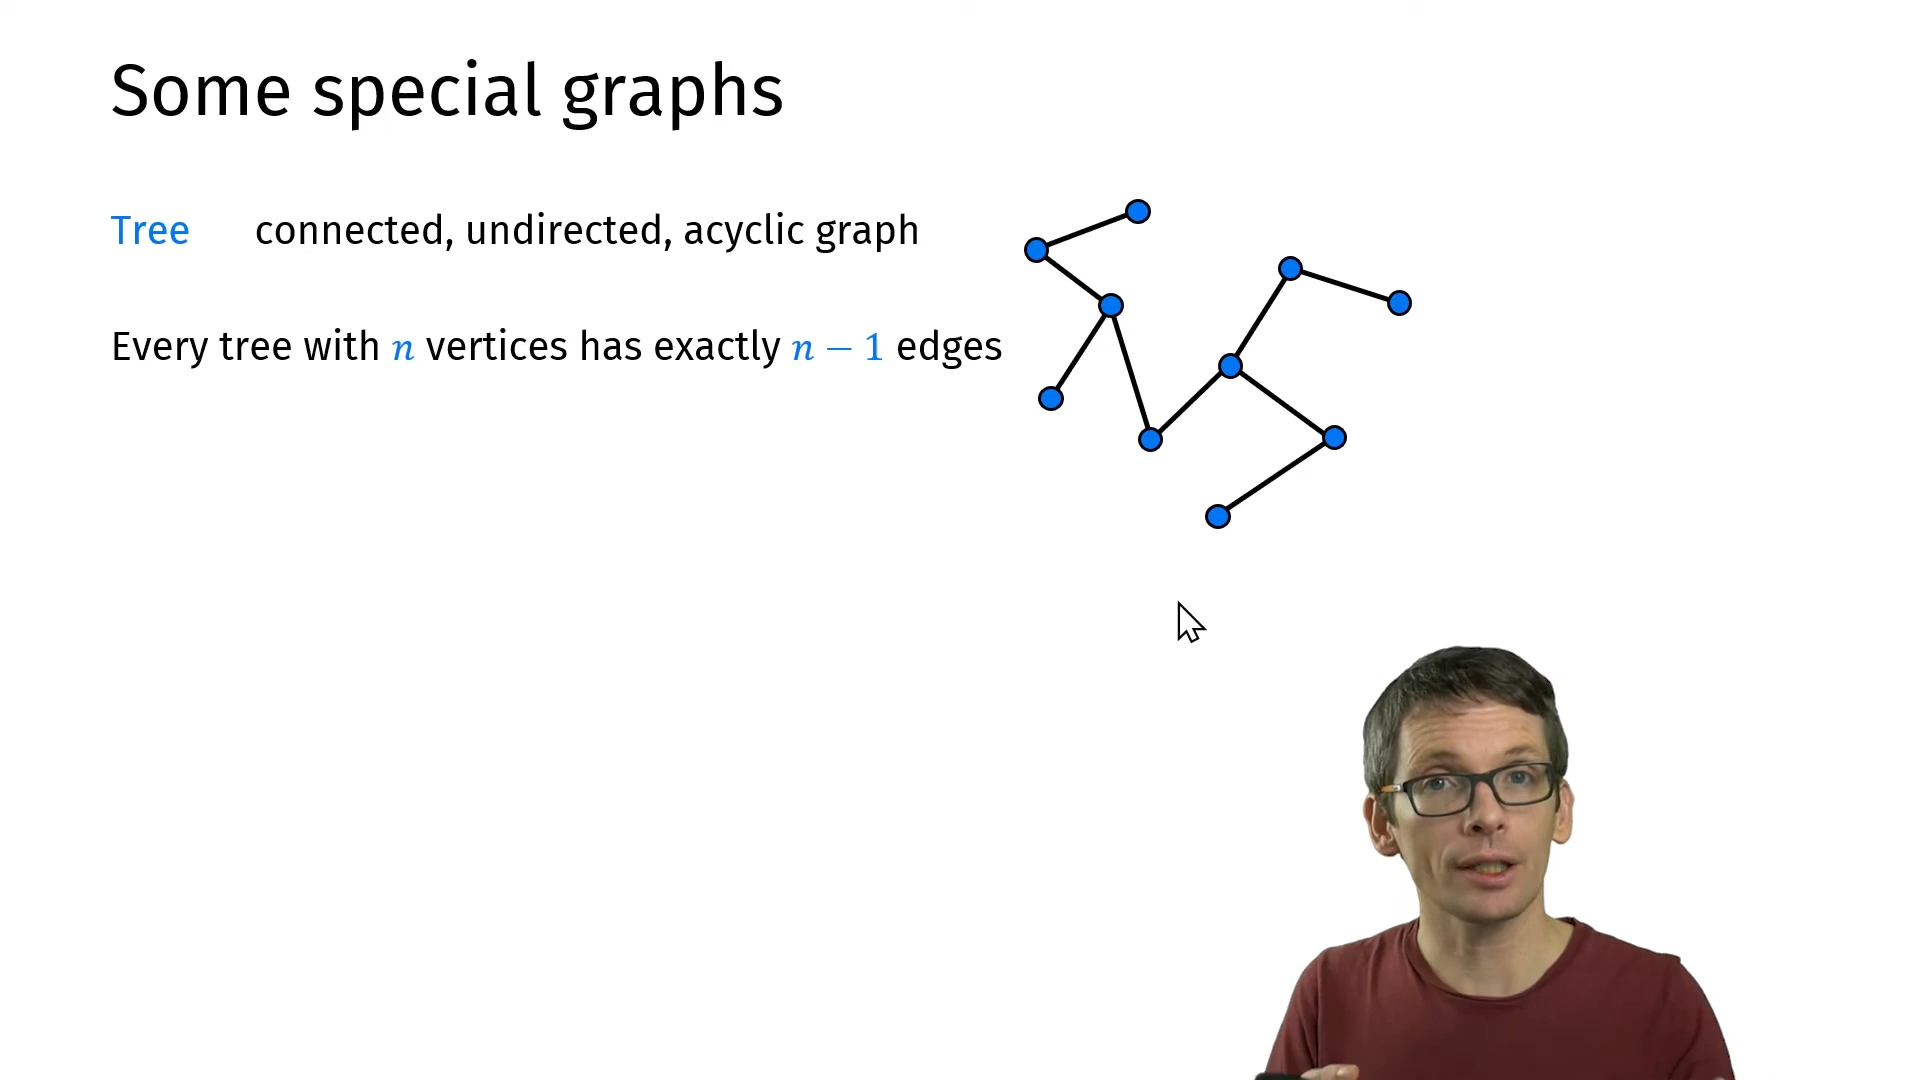 Some special graphs
Tree connected, undirected, acyclic graph
Every tree with n vertices has exactly n − 1 edges